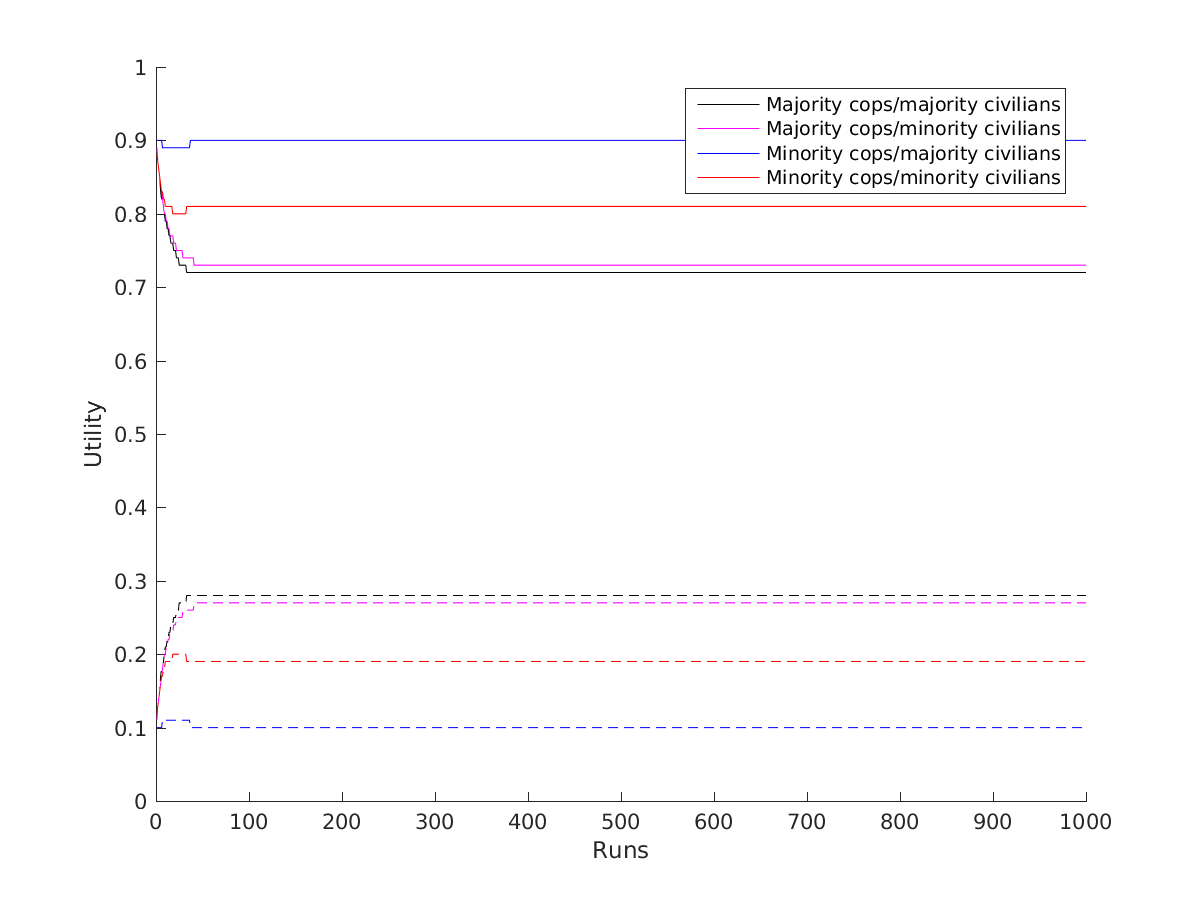 1
0.9
0.8
0.7
0.6
0.5
0.4
0.3
0.2
0.1
0
Utility
Majority cops/majority civilians
Majority cops/minority civilians
Minority cops/majority civilians
Minority cops/minority civilians
0 100 200 300 400 500 600 700 800 900 1000
Runs